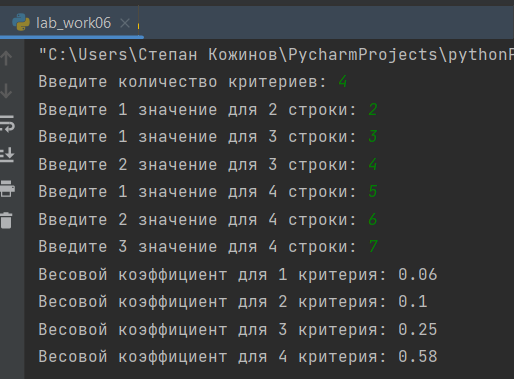 lab_work06
"C:\Users\Степан Кожинов\PycharmProjects\python
Введите количество критериев: 4
Введите 1 значение для 2 строки: 2
Введите 1 значение для 3 строки: 3
Введите 2 значение для 3 строки: 4
Введите 1 значение для 4 строки: 5
Введите 2 значение для 4 строки: 6
Введите 3 значение для 4 строки: 7
Весовой коэффициент для 1 критерия: 0.06
Весовой коэффициент для 2 критерия: 0.1
Весовой коэффициент для 3 критерия: 0.25
Весовой коэффициент для 4 критерия: 0.58